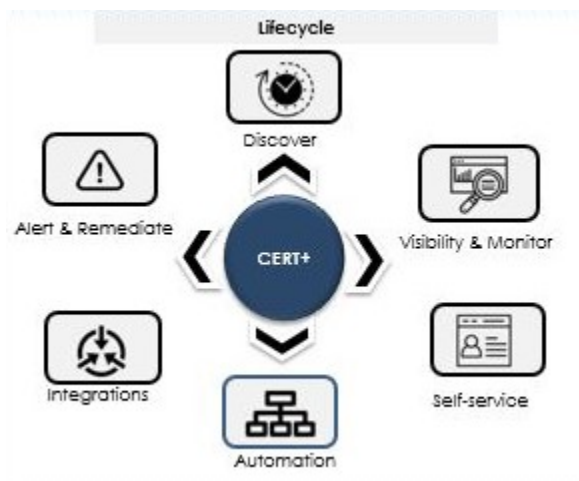 Lifecycle
Discover
Alert & Remediate
Visibility & Monitor
CERT+
Integrations
Self-service
Automation